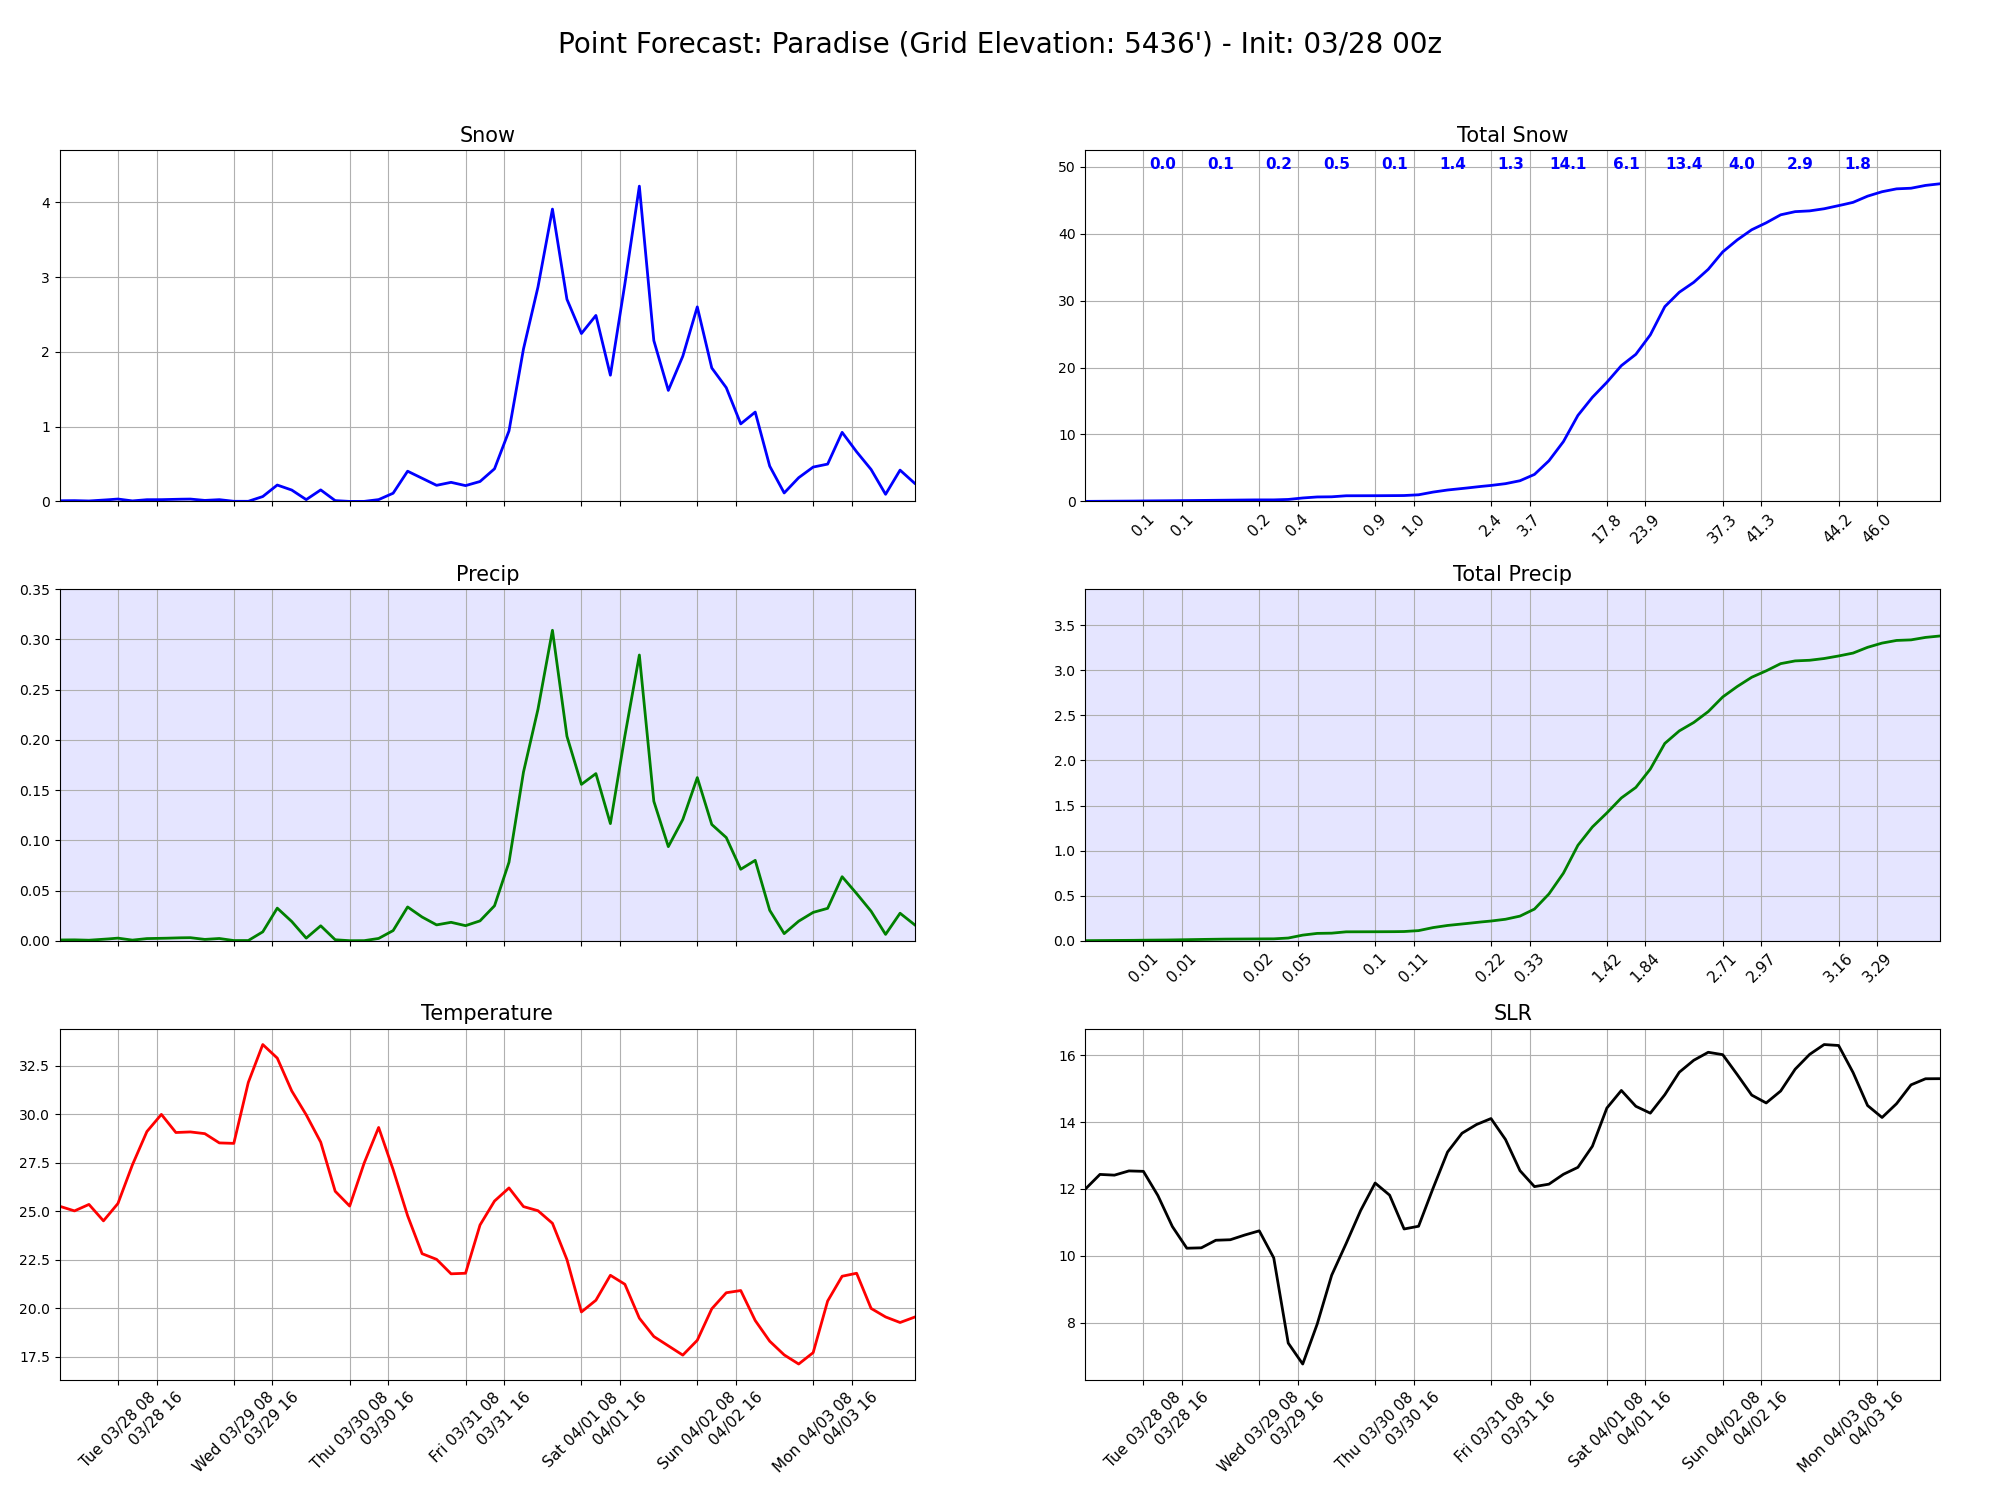 Point Forecast: Paradise (Grid Elevation: 5436') - Init: 03/28 00z
Snow
4
3
2
1
0
Total Snow
0.0 0.1 0.2 0.5 0.1 1.4 1.3 14.1 6.1 13.4 4.0 2.9 1.8
50
40
30
20
10
0
0.1 0.1 0.2 0.4 0.9 1.0 2.4 3.7 17.8 23.9 37.3 41.3 44.2 46.0
Precip
0.35
0.30
0.25
0.20
0.15
0.10
0.05
0.00
Total Precip
3.5
3.0
2.5
2.0
1.5
1.0
0.5
0.0
0.01 0.01 0.02 0.05 0.1 0.11 0.22 0.33 1.42 1.84 2.71 2.97 3.16 3.29
Temperature
32.5
30.0
27.5
25.0
22.5
20.0
17.5
Tue 03/28 08
03/28 16
Wed 03/29 08
03/29 16
Thu 03/30 08
03/30 16
Fri 03/31 08
03/31 16
Sat 04/01 08
04/01 16
Sun 04/02 08
04/02 16
Mon 04/03 08
04/03 16
SLR
16
14
12
10
8
Tue 03/28 08
03/28 16
Wed 03/29 08
03/29 16
Thu 03/30 08
03/30 16
Fri 03/31 08
03/31 16
Sat 04/01 08
04/01 16
Sun 04/02 08
04/02 16
Mon 04/03 08
04/03 16